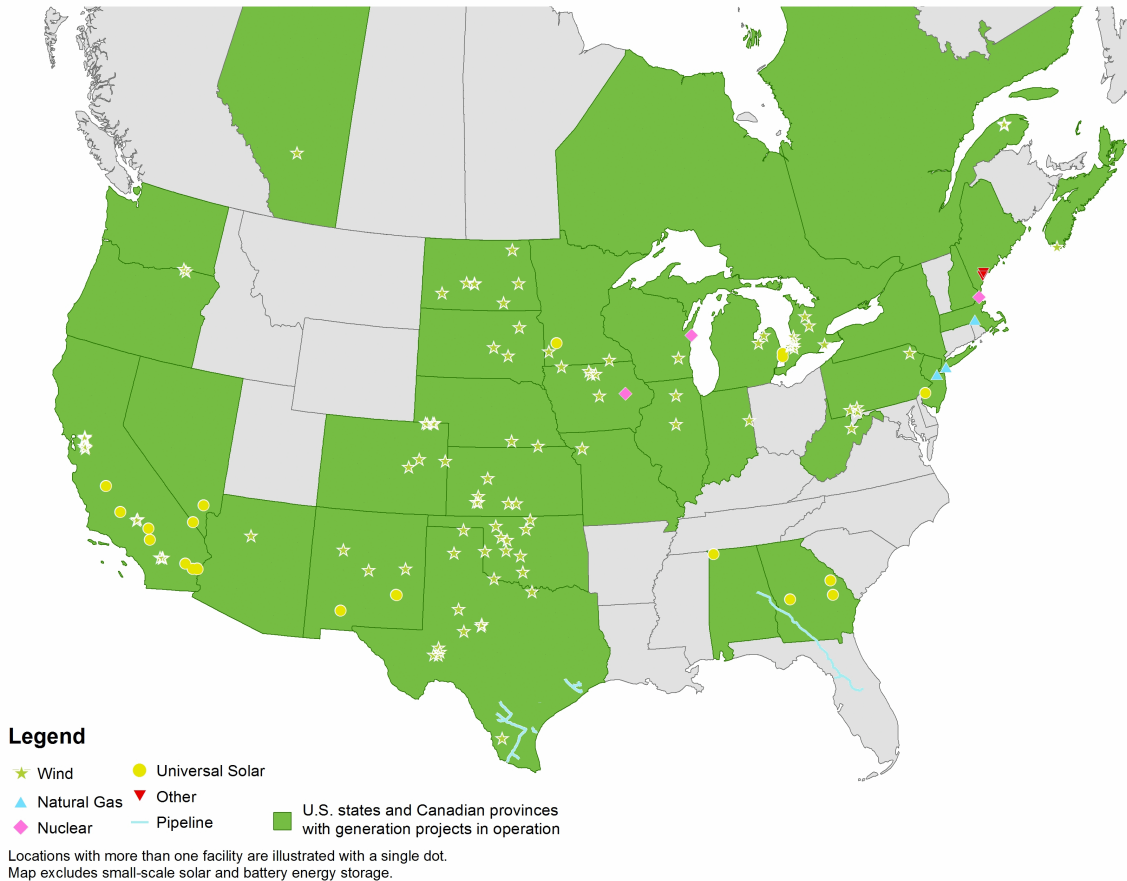 Legend
Wind
Natural Gas
Nuclear
Universal Solar
Other
Pipeline
U.S. states and Canadian provinces
with generation projects in operation
Locations with more than one facility are illustrated with a single dot.
Map excludes small-scale solar and battery energy storage.